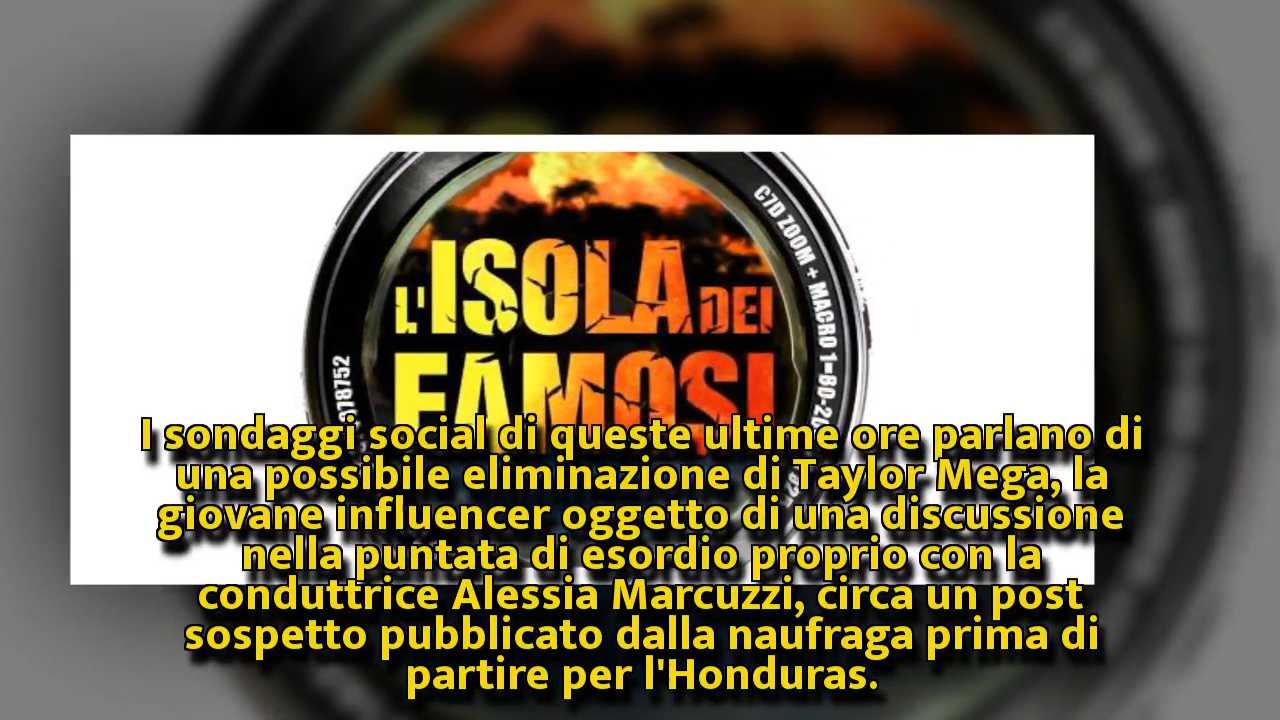 C7D ZOOM + MACRO 1=80-20
L'ISOLA DEI
FAMOSI
78752
I sondaggi social di queste ultime ore parlano di
una possibile eliminazione di Taylor Mega, la
giovane influencer oggetto di una discussione
nella puntata di esordio proprio con la
conduttrice Alessia Marcuzzi, circa un post
sospetto pubblicato dalla naufraga prima di
partire per l'Honduras.